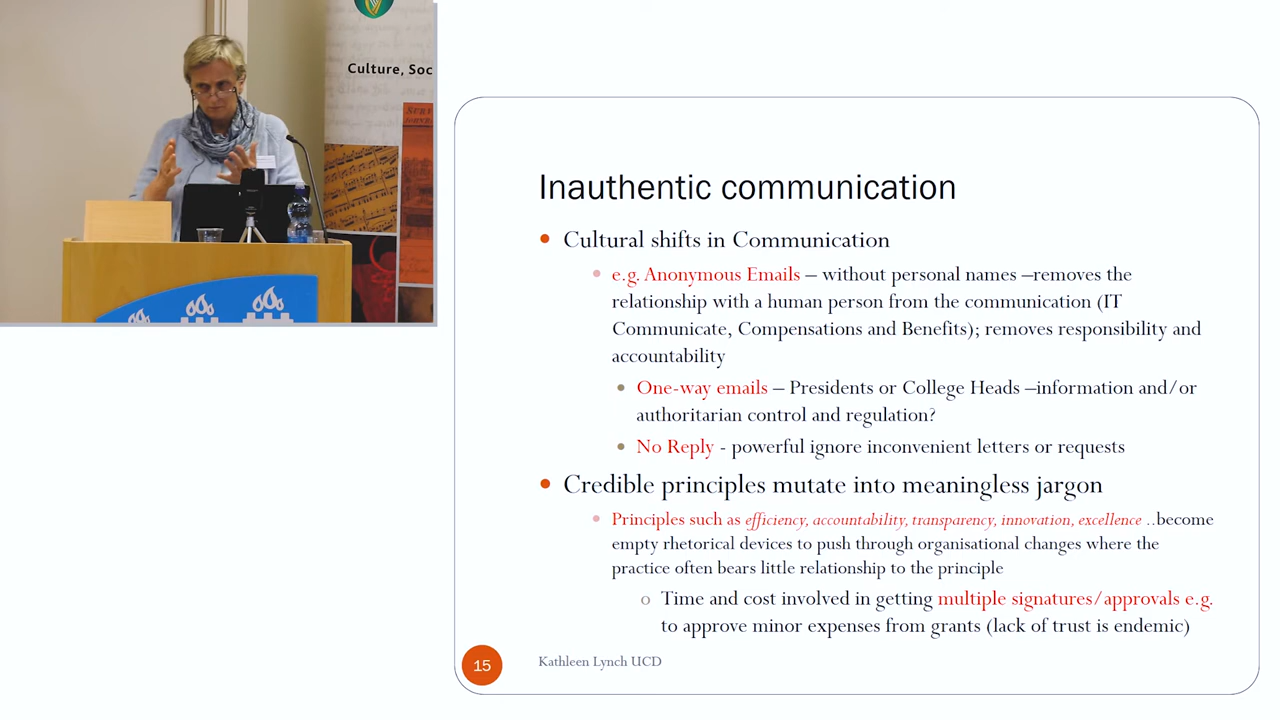 Culture, Soc
Inauthentic communication
Cultural shifts in Communication
e.g. Anonymous Emails – without personal names –removes the
relationship with a human person from the communication (IT
Communicate, Compensations and Benefits); removes responsibility and
accountability
One-way emails – Presidents or College Heads –information and/or
authoritarian control and regulation?
No Reply - powerful ignore inconvenient letters or requests
Credible principles mutate into meaningless jargon
Principles such as efficiency, accountability, transparency, innovation, excellence ..become
empty rhetorical devices to push through organisational changes where the
practice often bears little relationship to the principle
Time and cost involved in getting multiple signatures/approvals e.g.
to approve minor expenses from grants (lack of trust is endemic)
15
Kathleen Lynch UCD